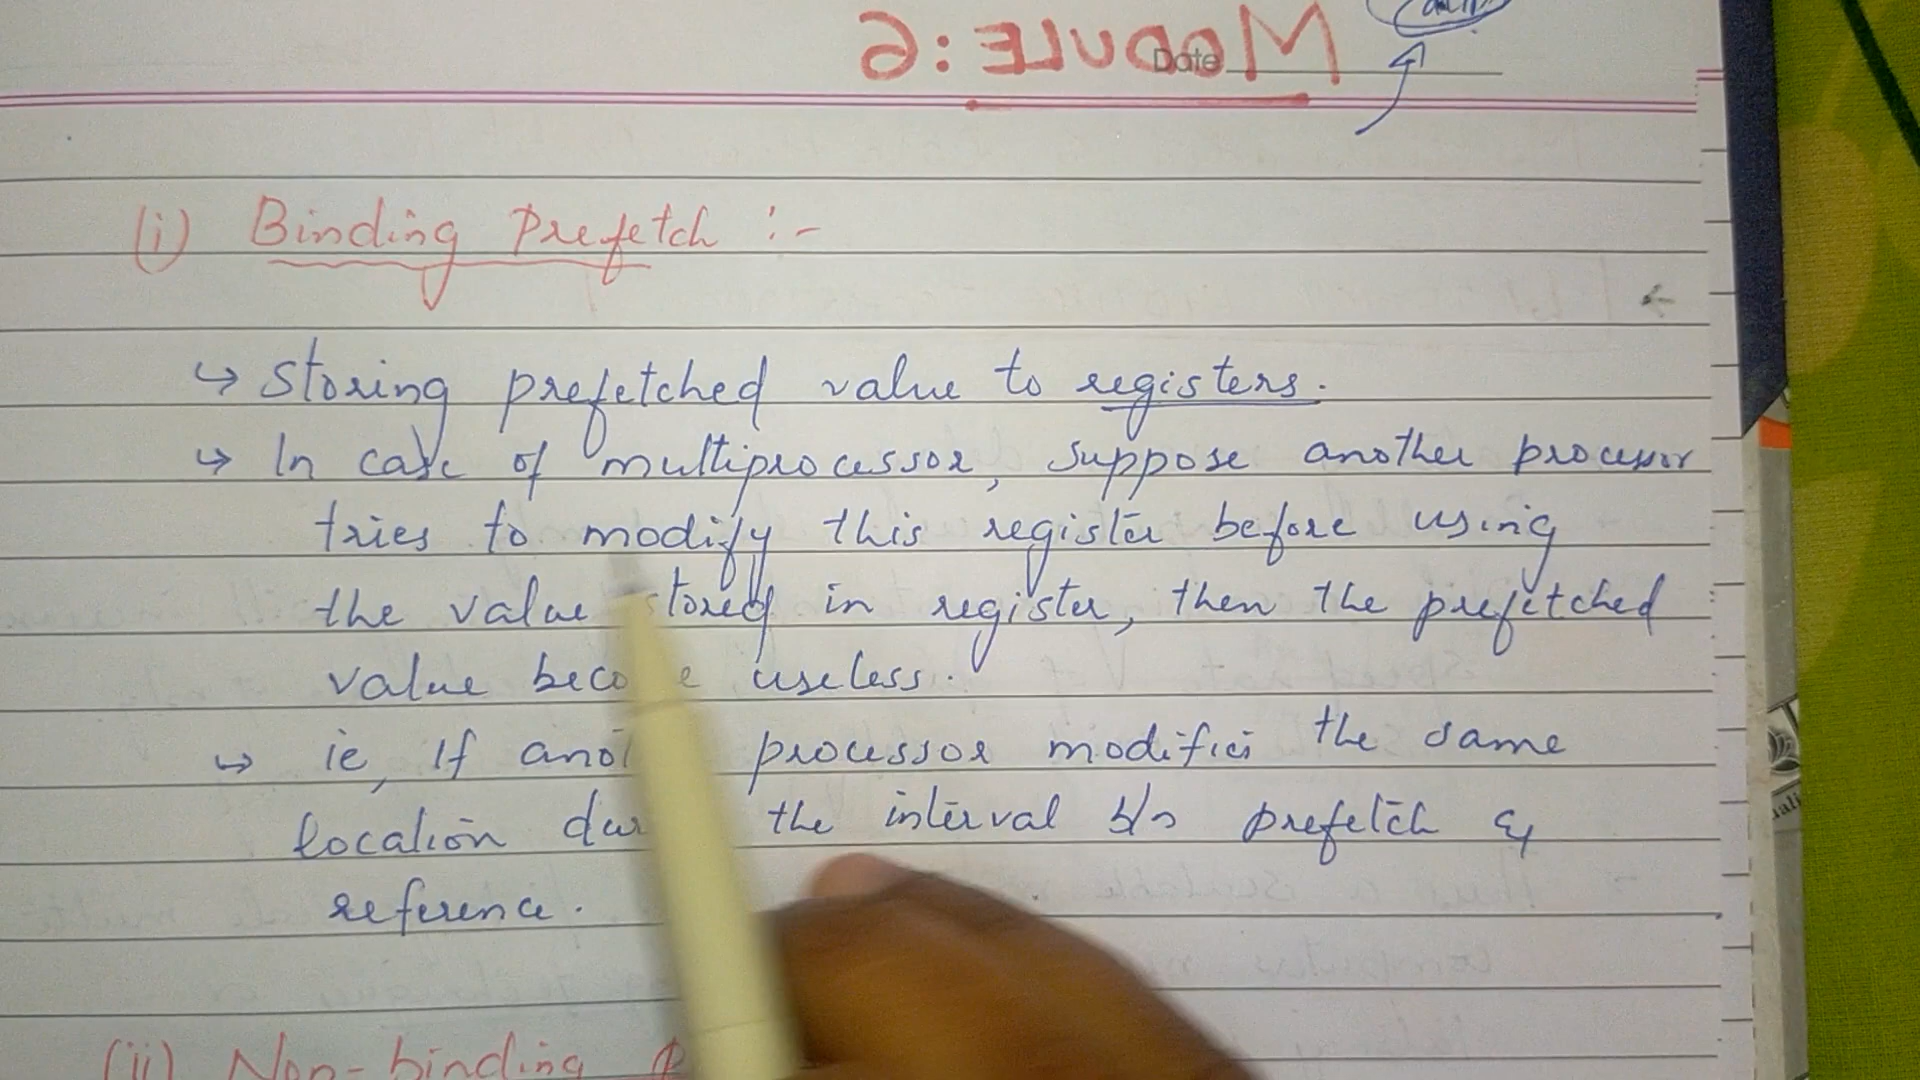 MODULE:6
Date
(i) Binding Prefetch :-
↳ Storing prefetched value to registers.
↳ In case of multiprocessor, suppose another processor
tries to modify this register before using
the value stored in register, then the prefetched
value become useless.
↳ ie, If processor modifies the same
location the interval b/n prefetch &
reference.
(ii) Non-binding